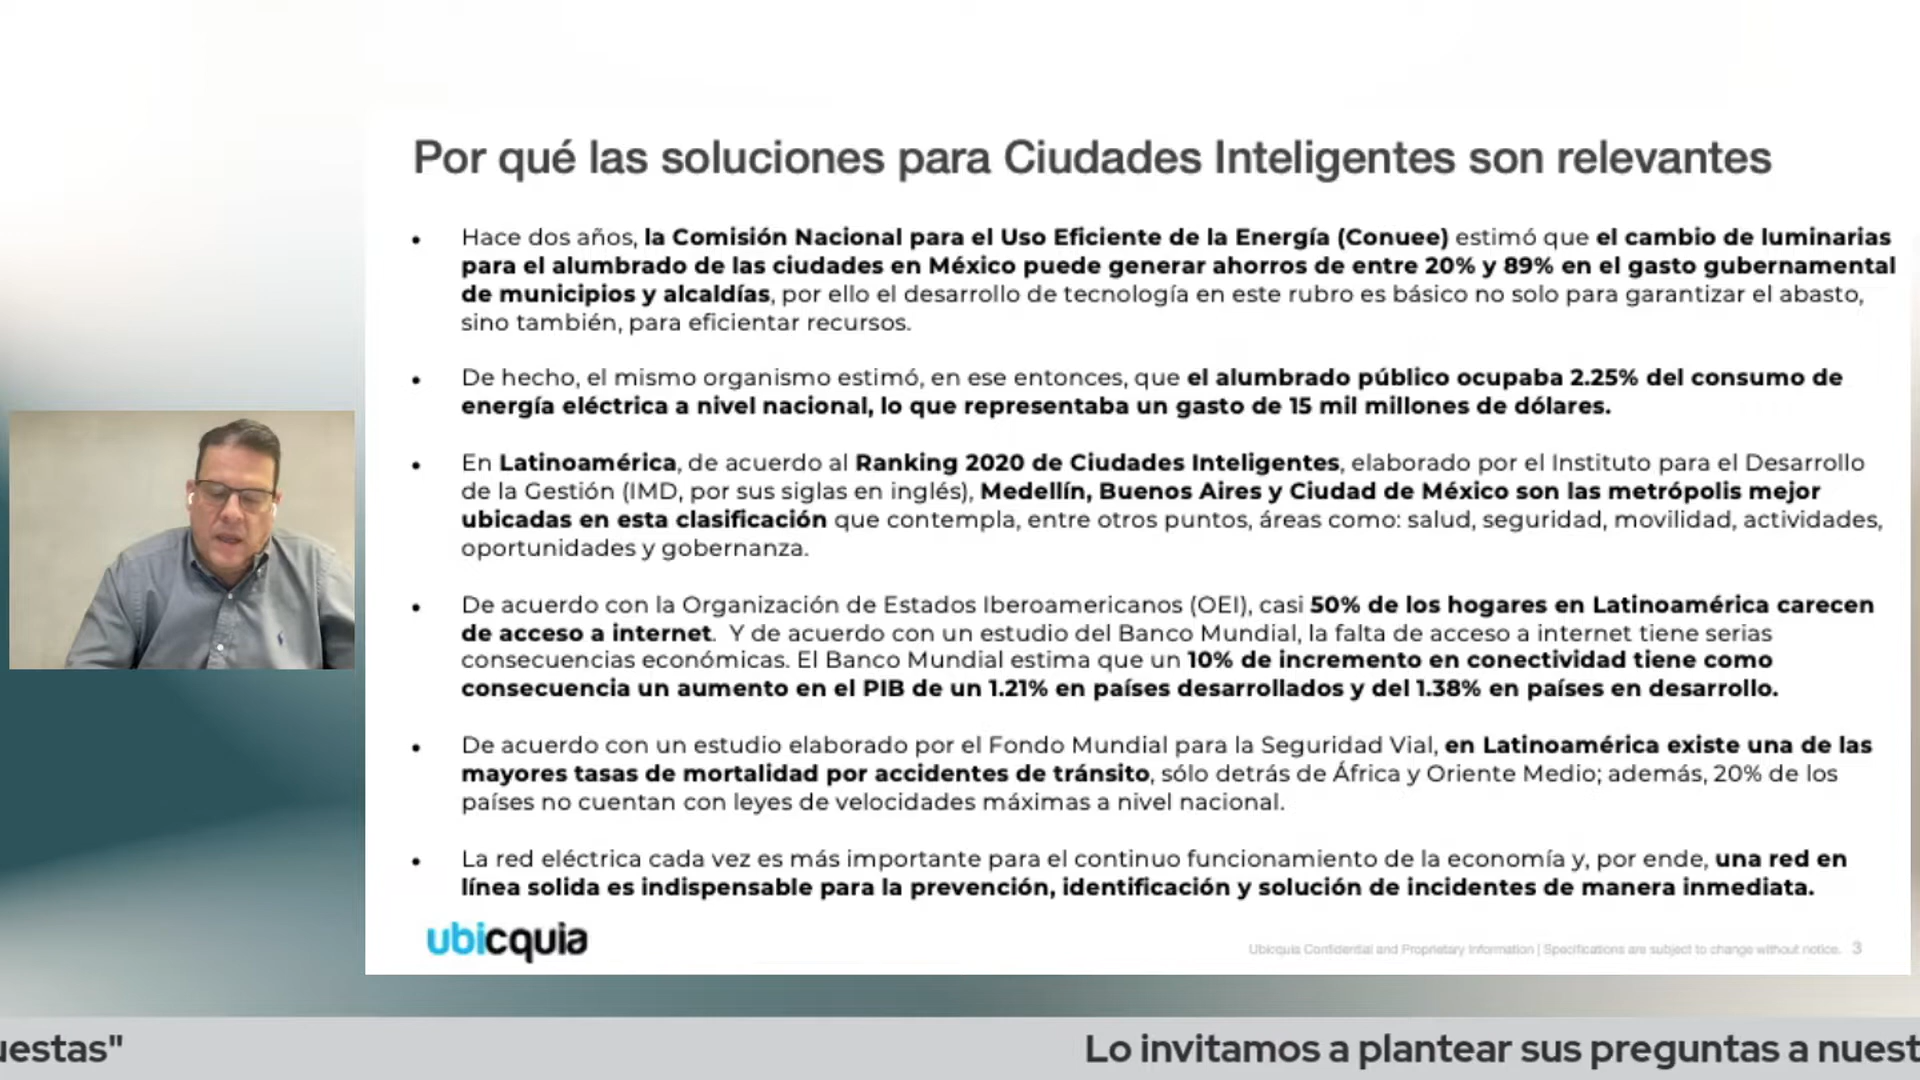 Por qué las soluciones para Ciudades Inteligentes son relevantes
• Hace dos años, la Comisión Nacional para el Uso Eficiente de la Energía (Conuee) estimó que el cambio de luminarias
para el alumbrado de las ciudades en México puede generar ahorros de entre 20% y 89% en el gasto gubernamental
de municipios y alcaldías, por ello el desarrollo de tecnología en este rubro es básico no solo para garantizar el abasto,
sino también, para eficientar recursos.
• De hecho, el mismo organismo estimó, en ese entonces, que el alumbrado público ocupaba 2.25% del consumo de
energía eléctrica a nivel nacional, lo que representaba un gasto de 15 mil millones de dólares.
• En Latinoamérica, de acuerdo al Ranking 2020 de Ciudades Inteligentes, elaborado por el Instituto para el Desarrollo
de la Gestión (IMD, por sus siglas en inglés), Medellín, Buenos Aires y Ciudad de México son las metrópolis mejor
ubicadas en esta clasificación que contempla, entre otros puntos, áreas como: salud, seguridad, movilidad, actividades,
oportunidades y gobernanza.
• De acuerdo con la Organización de Estados Iberoamericanos (OEI), casi 50% de los hogares en Latinoamérica carecen
de acceso a internet. Y de acuerdo con un estudio del Banco Mundial, la falta de acceso a internet tiene serias
consecuencias económicas. El Banco Mundial estima que un 10% de incremento en conectividad tiene como
consecuencia un aumento en el PIB de un 1.21% en países desarrollados y del 1.38% en países en desarrollo.
• De acuerdo con un estudio elaborado por el Fondo Mundial para la Seguridad Vial, en Latinoamérica existe una de las
mayores tasas de mortalidad por accidentes de tránsito, sólo detrás de África y Oriente Medio; además, 20% de los
países no cuentan con leyes de velocidades máximas a nivel nacional.
• La red eléctrica cada vez es más importante para el continuo funcionamiento de la economía y, por ende, una red en
línea solida es indispensable para la prevención, identificación y solución de incidentes de manera inmediata.
ubicquia
Ubicquia Confidential and Proprietary Information | Specifications are subject to change without notice. 3
uestas" Lo invitamos a plantear sus preguntas a nuest